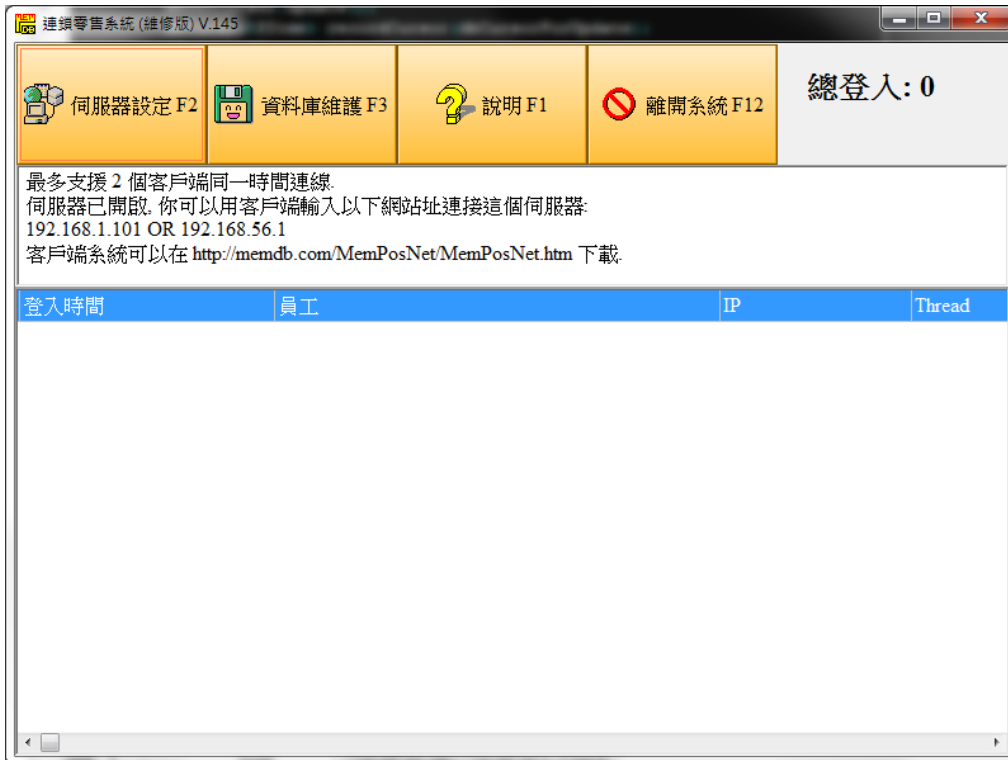 連鎖零售系統 (維修版) V.145
伺服器設定 F2
資料庫維護 F3
說明 F1
離開系統 F12
總登入: 0
最多支援 2 個客戶端同一時間連線.
伺服器已開啟, 你可以用客戶端輸入以下網站址連接這個伺服器:
192.168.1.101 OR 192.168.56.1
客戶端系統可以在 http://memdb.com/MemPosNet/MemPosNet.htm 下載.
登入時間 員工 IP Thread